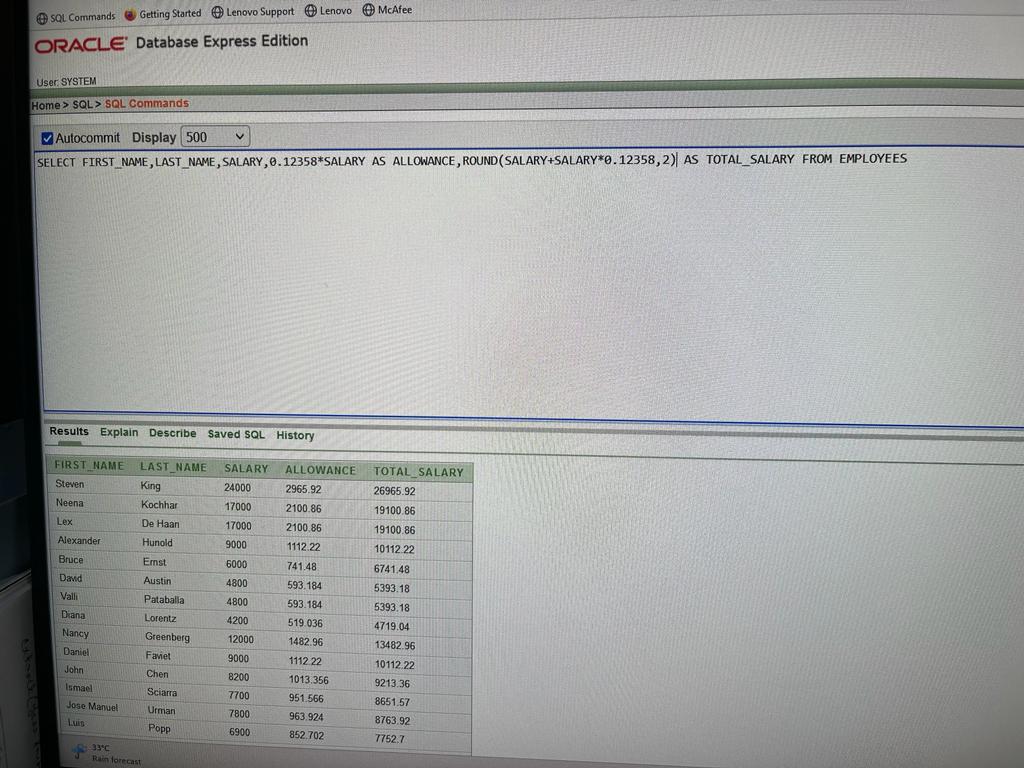 SQL Commands Getting Started Lenovo Support Lenovo McAfee
ORACLE Database Express Edition
User: SYSTEM
Home > SQL > SQL Commands
Autocommit Display 500
SELECT FIRST_NAME,LAST_NAME,SALARY,0.12358*SALARY AS ALLOWANCE,ROUND(SALARY+SALARY*0.12358,2) AS TOTAL_SALARY FROM EMPLOYEES
Results Explain Describe Saved SQL History
FIRST_NAME LAST_NAME SALARY ALLOWANCE TOTAL_SALARY
Steven King 24000 2965.92 26965.92
Neena Kochhar 17000 2100.86 19100.86
Lex De Haan 17000 2100.86 19100.86
Alexander Hunold 9000 1112.22 10112.22
Bruce Ernst 6000 741.48 6741.48
David Austin 4800 593.184 5393.18
Valli Pataballa 4800 593.184 5393.18
Diana Lorentz 4200 519.036 4719.04
Nancy Greenberg 12000 1482.96 13482.96
Daniel Faviet 9000 1112.22 10112.22
John Chen 8200 1013.356 9213.36
Ismael Sciarra 7700 951.566 8651.57
Jose Manuel Urman 7800 963.924 8763.92
Luis Popp 6900 852.702 7752.7
33°C
Rain forecast